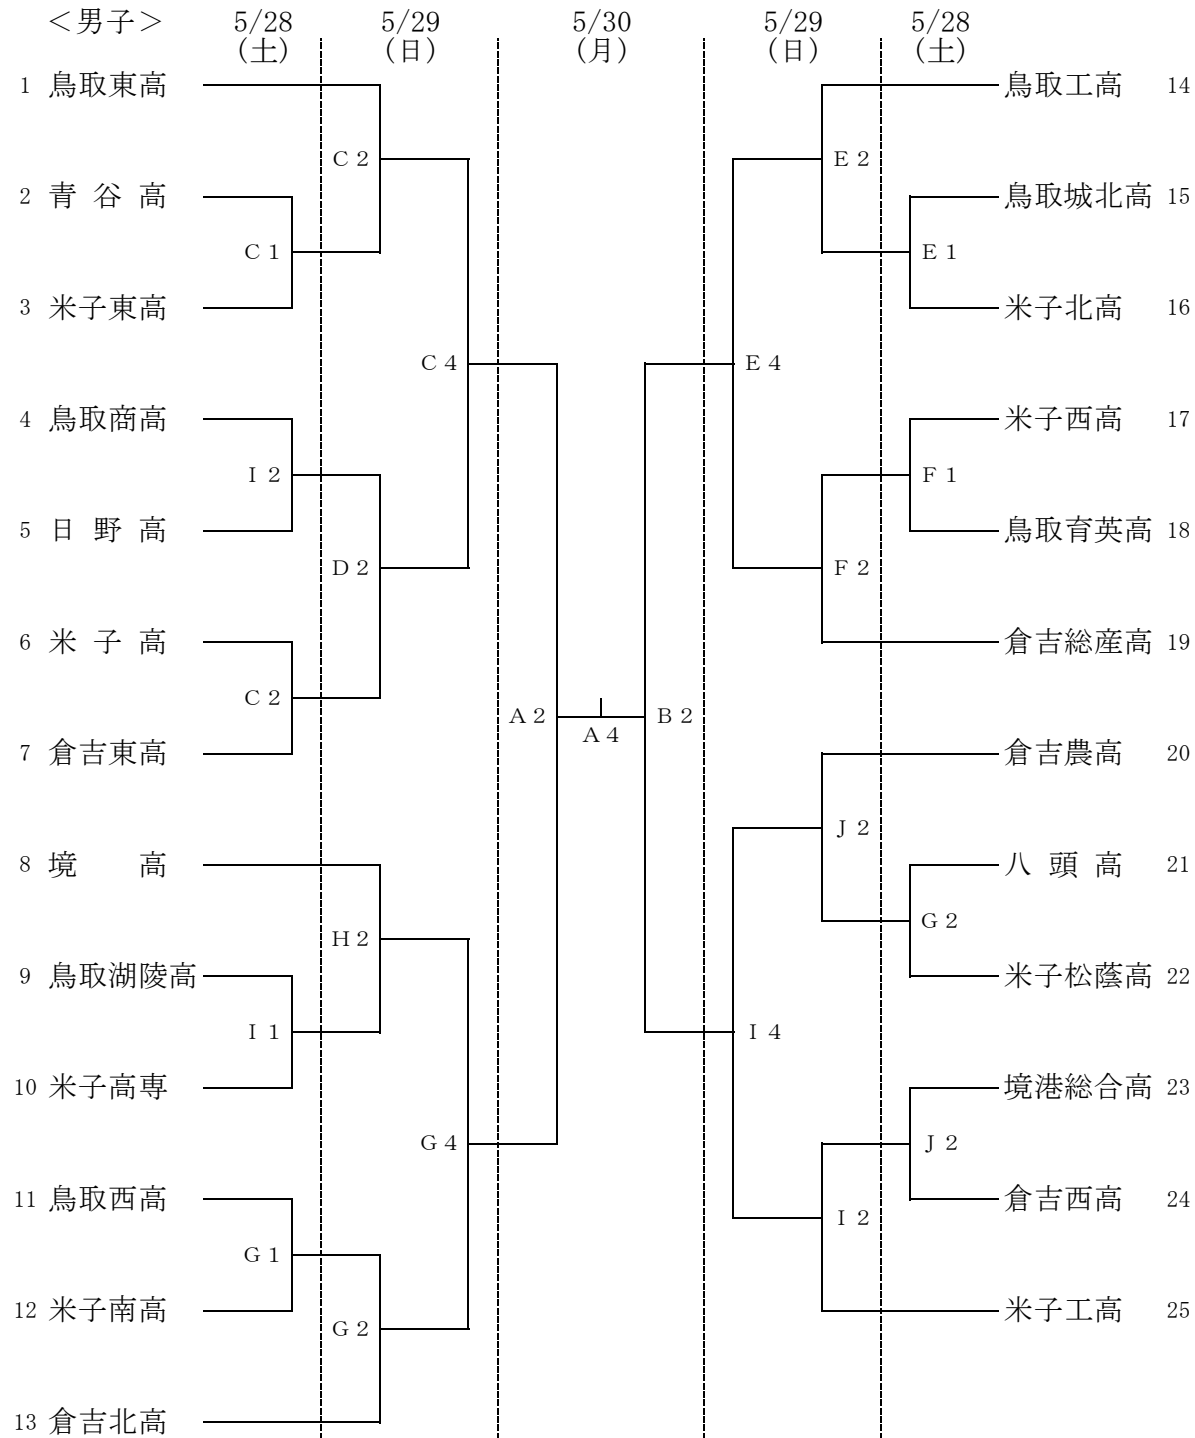 ＜男子＞ 5/28 5/29 5/30 5/29 5/28
(土) (日) (月) (日) (土)
1 鳥取東高 鳥取工高 14
C 2 E 2
2 青谷高 鳥取城北高 15
C 1 E 1
3 米子東高 米子北高 16
C 4 E 4
4 鳥取商高 米子西高 17
I 2 F 1
5 日野高 鳥取育英高 18
D 2 F 2
6 米子高 倉吉総産高 19
C 2
A 2 B 2
A 4
7 倉吉東高 倉吉農高 20
J 2
8 境高 八頭高 21
H 2 G 2
9 鳥取湖陵高 米子松蔭高 22
I 1 I 4
10 米子高専 境港総合高 23
G 4 J 2
11 鳥取西高 倉吉西高 24
I 2
G 1
12 米子南高 米子工高 25
G 2
13 倉吉北高